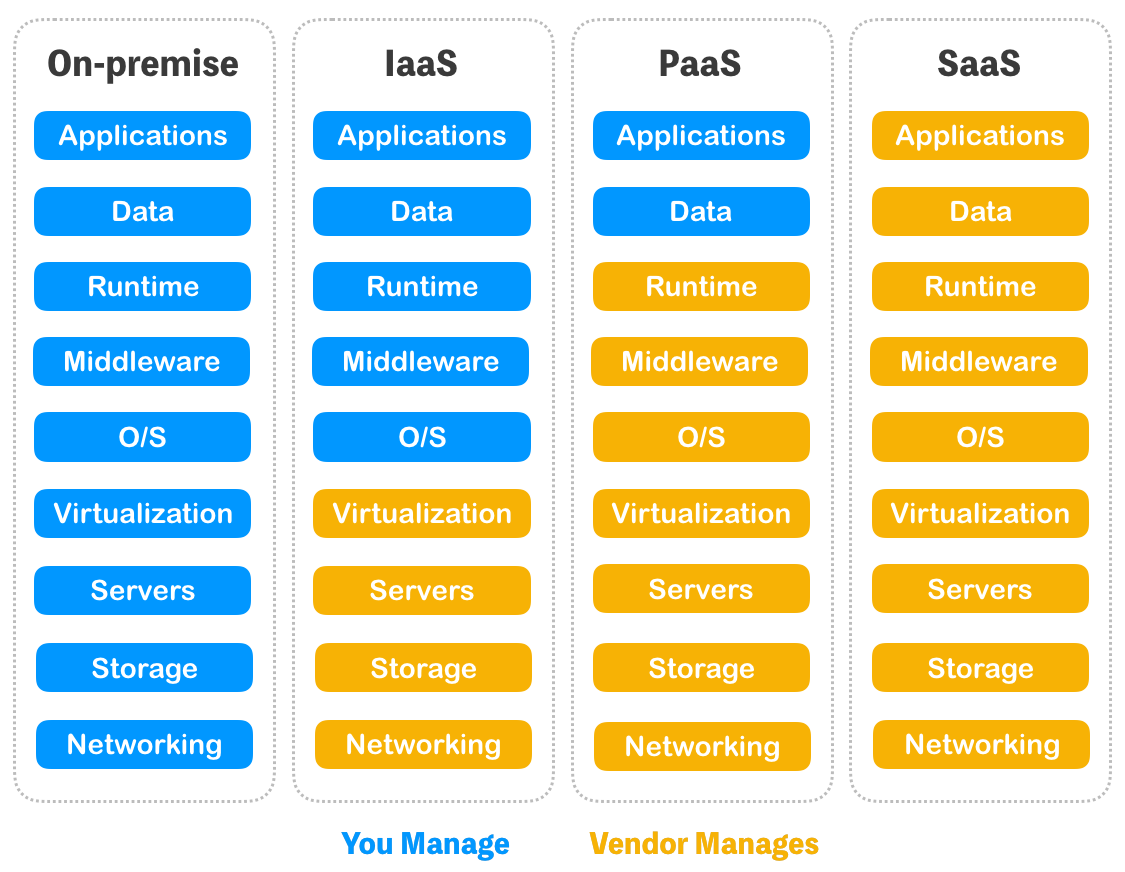 On-premise
Applications
Data
Runtime
Middleware
O/S
Virtualization
Servers
Storage
Networking
IaaS
Applications
Data
Runtime
Middleware
O/S
Virtualization
Servers
Storage
Networking
PaaS
Applications
Data
Runtime
Middleware
O/S
Virtualization
Servers
Storage
Networking
SaaS
Applications
Data
Runtime
Middleware
O/S
Virtualization
Servers
Storage
Networking
You Manage
Vendor Manages